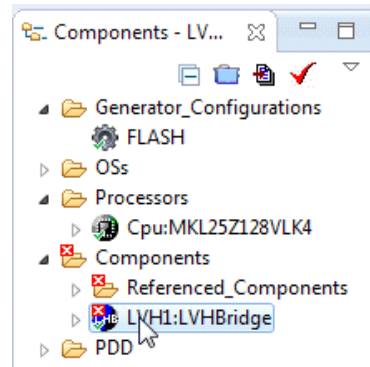 Components - LV...
Generator_Configurations
FLASH
OSs
Processors
Cpu:MKL25Z128VLK4
Components
Referenced_Components
LVH1:LVHBridge
PDD